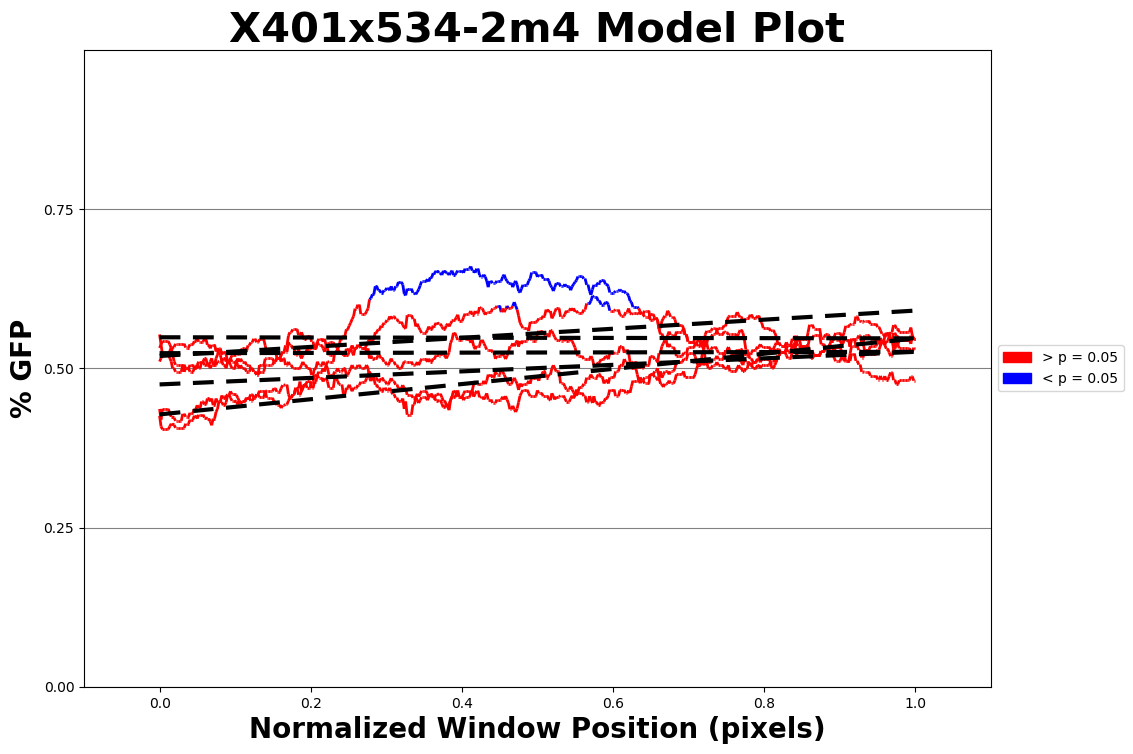 X401x534-2m4 Model Plot
% GFP
0.75
0.50
0.25
0.00
0.0 0.2 0.4 0.6 0.8 1.0
Normalized Window Position (pixels)
> p = 0.05
< p = 0.05